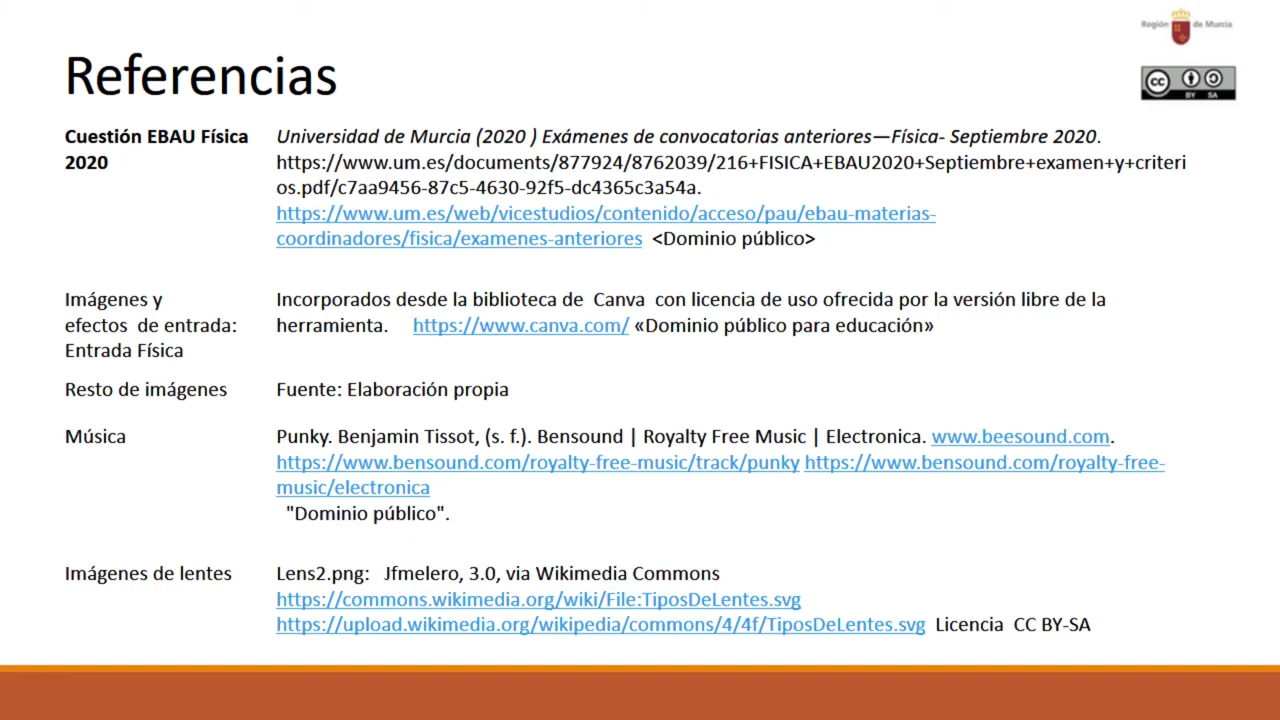 Región de Murcia
Referencias
CC BY SA
Cuestión EBAU Física
2020
Universidad de Murcia (2020 ) Exámenes de convocatorias anteriores—Física- Septiembre 2020.
https://www.um.es/documents/877924/8762039/216+FISICA+EBAU2020+Septiembre+examen+y+criteri
os.pdf/c7aa9456-87c5-4630-92f5-dc4365c3a54a.
https://www.um.es/web/vicestudios/contenido/acceso/pau/ebau-materias-
coordinadores/fisica/examenes-anteriores <Dominio público>
Imágenes y
efectos de entrada:
Entrada Física
Incorporados desde la biblioteca de Canva con licencia de uso ofrecida por la versión libre de la
herramienta. https://www.canva.com/ «Dominio público para educación»
Resto de imágenes
Fuente: Elaboración propia
Música
Punky. Benjamin Tissot, (s. f.). Bensound | Royalty Free Music | Electronica. www.beesound.com.
https://www.bensound.com/royalty-free-music/track/punky https://www.bensound.com/royalty-free-
music/electronica
"Dominio público".
Imágenes de lentes
Lens2.png: Jfmelero, 3.0, via Wikimedia Commons
https://commons.wikimedia.org/wiki/File:TiposDeLentes.svg
https://upload.wikimedia.org/wikipedia/commons/4/4f/TiposDeLentes.svg Licencia CC BY-SA